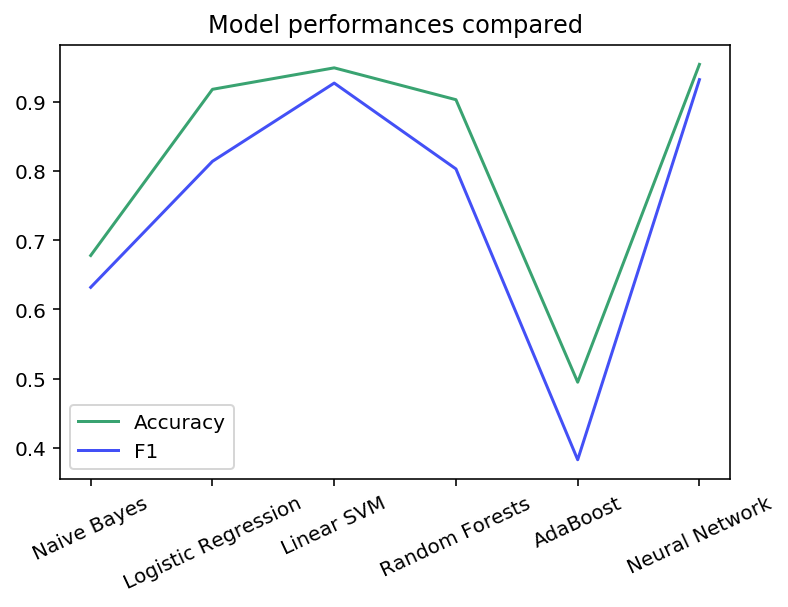 Model performances compared
0.9
0.8
0.7
0.6
0.5
0.4
Accuracy
F1
Naive Bayes
Logistic Regression
Linear SVM
Random Forests
AdaBoost
Neural Network